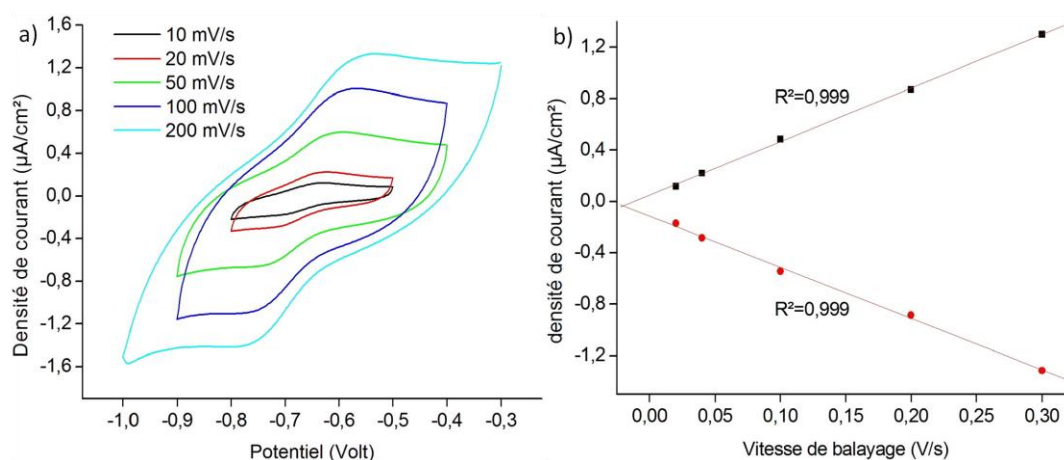 a)
10 mV/s
20 mV/s
50 mV/s
100 mV/s
200 mV/s
Densité de courant (µA/cm²)
1,6
1,2
0,8
0,4
0,0
-0,4
-0,8
-1,2
-1,6
-1,0 -0,9 -0,8 -0,7 -0,6 -0,5 -0,4 -0,3
Potentiel (Volt)
b)
densité de courant (µA/cm²)
1,2
0,8
0,4
0,0
-0,4
-0,8
-1,2
R²=0,999
R²=0,999
0,00 0,05 0,10 0,15 0,20 0,25 0,30
Vitesse de balayage (V/s)